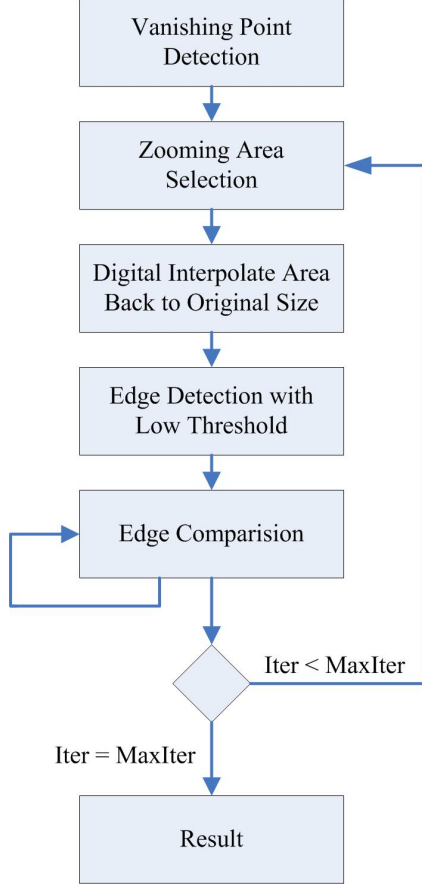 Vanishing Point
Detection
Zooming Area
Selection
Digital Interpolate Area
Back to Original Size
Edge Detection with
Low Threshold
Edge Comparision
Iter < MaxIter
Iter = MaxIter
Result